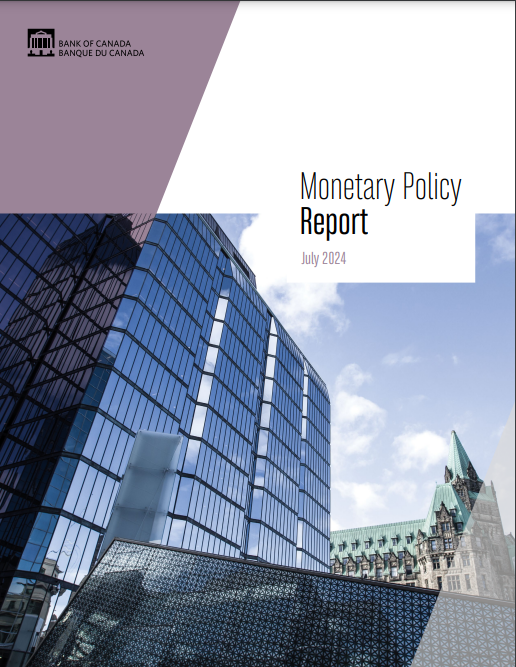 BANK OF CANADA
BANQUE DU CANADA
Monetary Policy
Report
July 2024